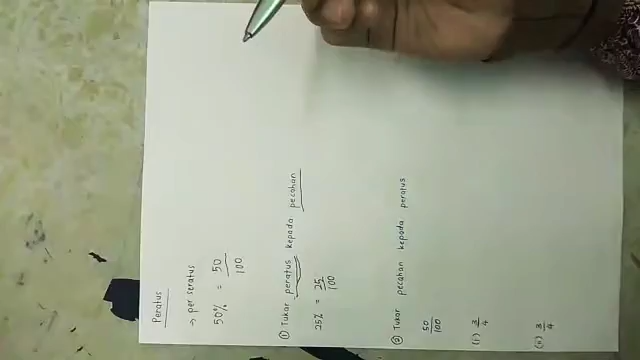 Peratus
→ per seratus
50% = 50/100
① Tukar peratus kepada pecahan
25% = 25/100
② Tukar pecahan kepada peratus
50/100
(i) 3/4
(ii) 3/4